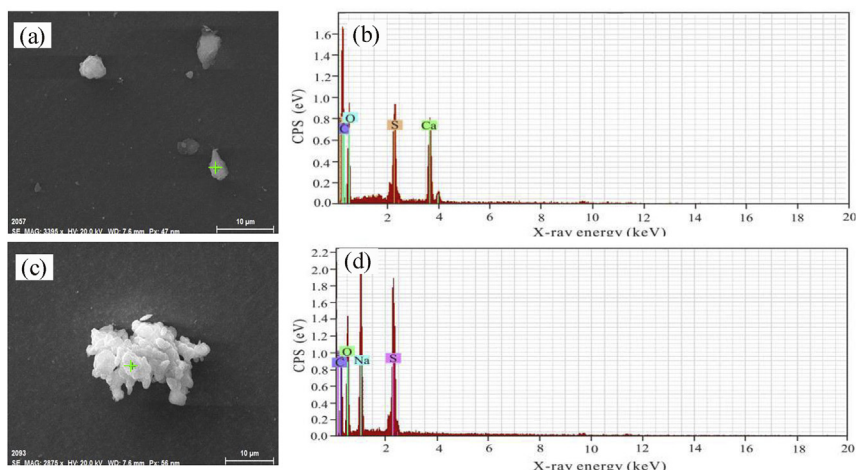 (a)
2057
SE MAG: 3395 x HV: 20.0 kV WD: 7.6 mm Px: 47 nm
10 µm
(b)
CPS (eV)
1.6
1.4
1.2
1.0
0.8
0.6
0.4
0.2
0.0
C O S Ca
2 4 6 8 10 12 14 16 18 20
X-ray energy (keV)
(c)
2093
SE MAG: 2875 x HV: 20.0 kV WD: 7.6 mm Px: 56 nm
10 µm
(d)
CPS (eV)
2.2
2.0
1.8
1.6
1.4
1.2
1.0
0.8
0.6
0.4
0.2
0.0
C O Na S
2 4 6 8 10 12 14 16 18 20
X-ray energy (keV)